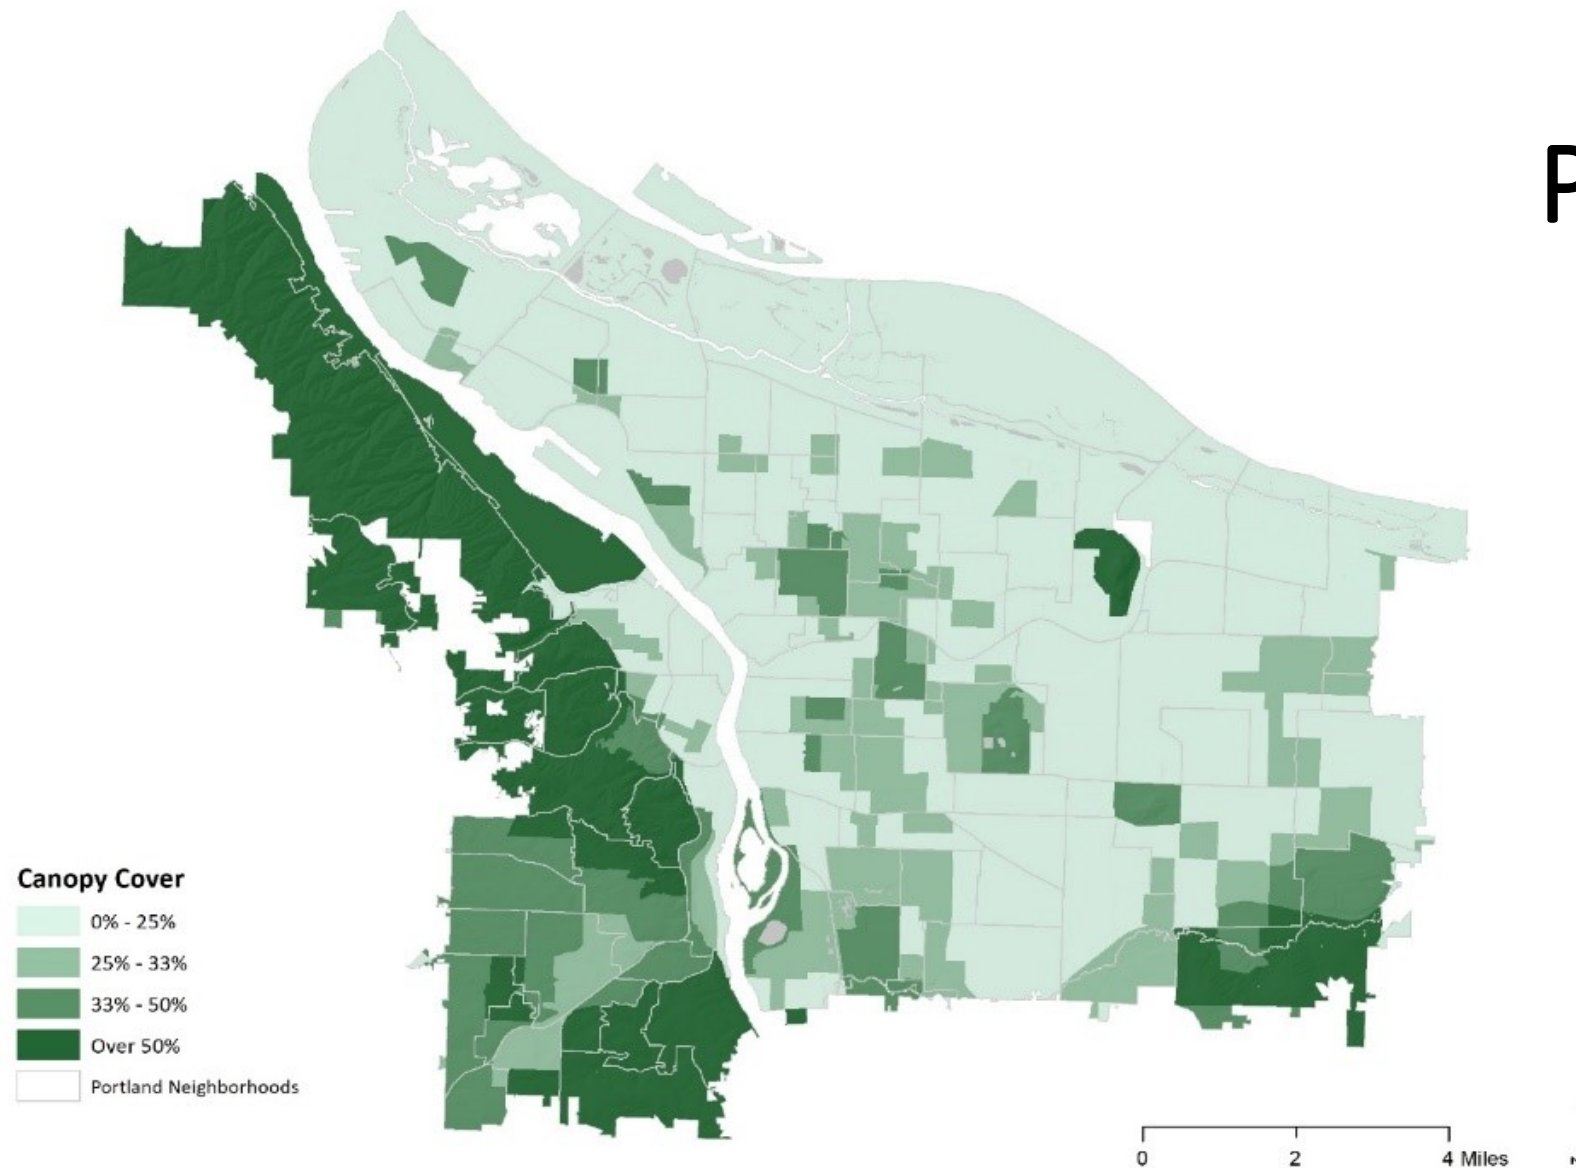 P
Canopy Cover
0% - 25%
25% - 33%
33% - 50%
Over 50%
Portland Neighborhoods
0 2 4 Miles